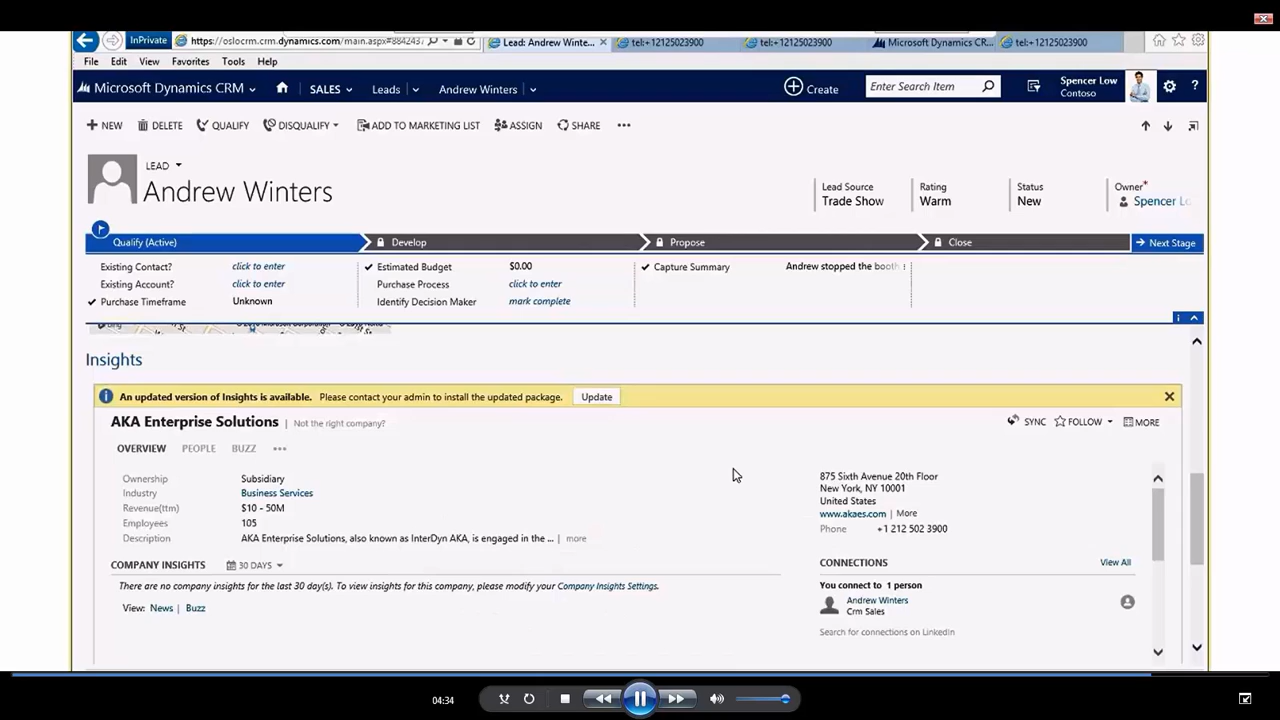 InPrivate https://oslocrm.crm.dynamics.com/main.aspx#8842437 Lead: Andrew Winte... tel:+12125023900 tel:+12125023900 Microsoft Dynamics CR... tel:+12125023900
File Edit View Favorites Tools Help
Microsoft Dynamics CRM SALES Leads Andrew Winters Create Enter Search Item Spencer Low ?
Contoso
NEW DELETE QUALIFY DISQUALIFY ADD TO MARKETING LIST ASSIGN SHARE ...
LEAD
Andrew Winters
Lead Source Rating Status Owner*
Trade Show Warm New Spencer Lo
Qualify (Active) Develop Propose Close Next Stage
Existing Contact? click to enter Estimated Budget $0.00 Capture Summary Andrew stopped the booth
Existing Account? click to enter Purchase Process click to enter
Purchase Timeframe Unknown Identify Decision Maker mark complete
Insights
An updated version of Insights is available. Please contact your admin to install the updated package. Update
AKA Enterprise Solutions | Not the right company? SYNC FOLLOW MORE
OVERVIEW PEOPLE BUZZ ...
Ownership Subsidiary 875 Sixth Avenue 20th Floor
Industry Business Services New York, NY 10001
Revenue(ttm) $10 - 50M United States
Employees 105 www.akaes.com | More
Phone +1 212 502 3900
Description AKA Enterprise Solutions, also known as InterDyn AKA, is engaged in the ... | more
COMPANY INSIGHTS 30 DAYS CONNECTIONS View All
There are no company insights for the last 30 day(s). To view insights for this company, please modify your Company Insights Settings.
You connect to 1 person
Andrew Winters
Crm Sales
View: News | Buzz
Search for connections on LinkedIn
04:34